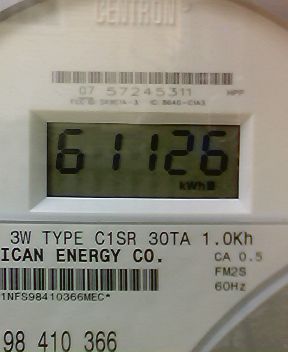 CENTRON
07 57245311 HPF
61126
kWh
3W TYPE C1SR 30TA 1.0Kh
ICAN ENERGY CO. CA 0.5
FM2S
60Hz
1NFS98410366MEC*
98 410 366